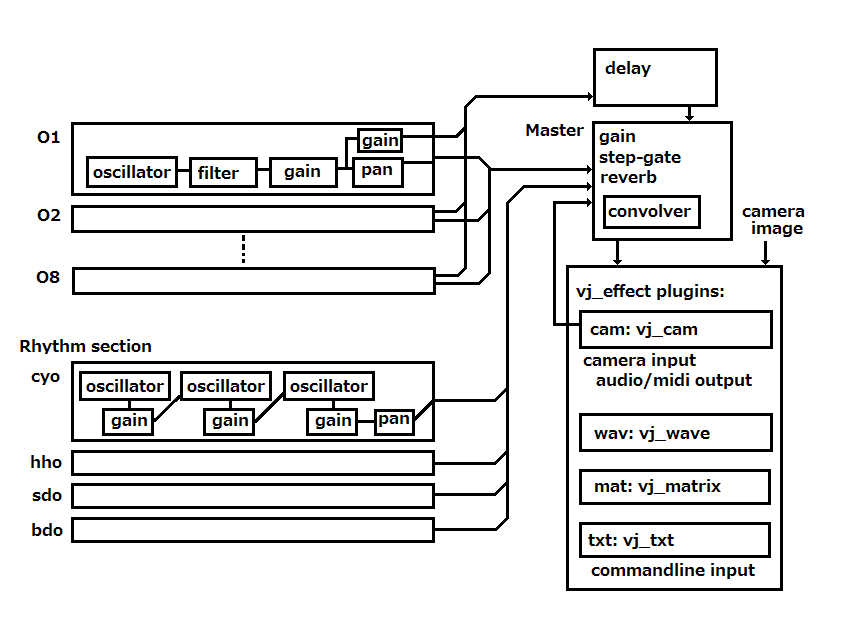 delay
Master
gain
step-gate
reverb
convolver
O1
gain
oscillator
filter
gain
pan
O2
O8
camera
image
vj_effect plugins:
cam: vj_cam
camera input
audio/midi output
wav: vj_wave
mat: vj_matrix
txt: vj_txt
commandline input
Rhythm section
cyo
oscillator
oscillator
oscillator
gain
gain
gain
pan
hho
sdo
bdo